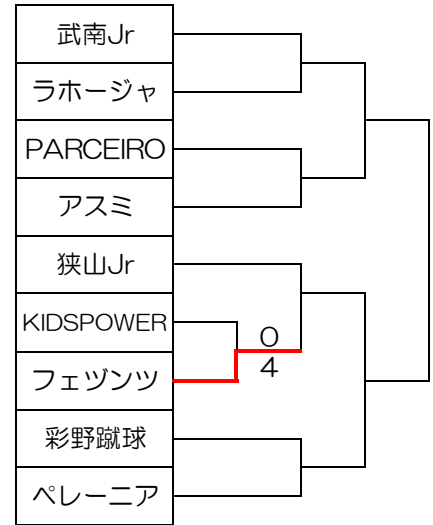 武南Jr
ラホージャ
PARCEIRO
アスミ
狭山Jr
KIDSPOWER
0
4
フェヅンツ
彩野蹴球
ペレーニア